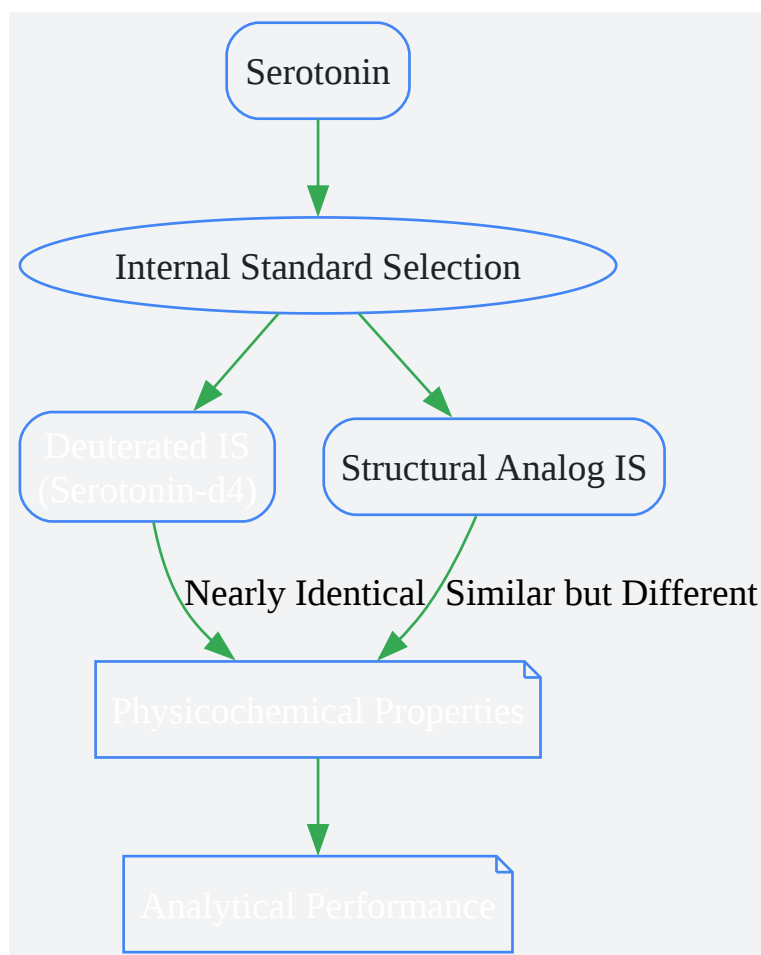 Serotonin
Internal Standard Selection
Deuterated IS
(Serotonin-d4)
Structural Analog IS
Nearly Identical
Similar but Different
Physicochemical Properties
Analytical Performance